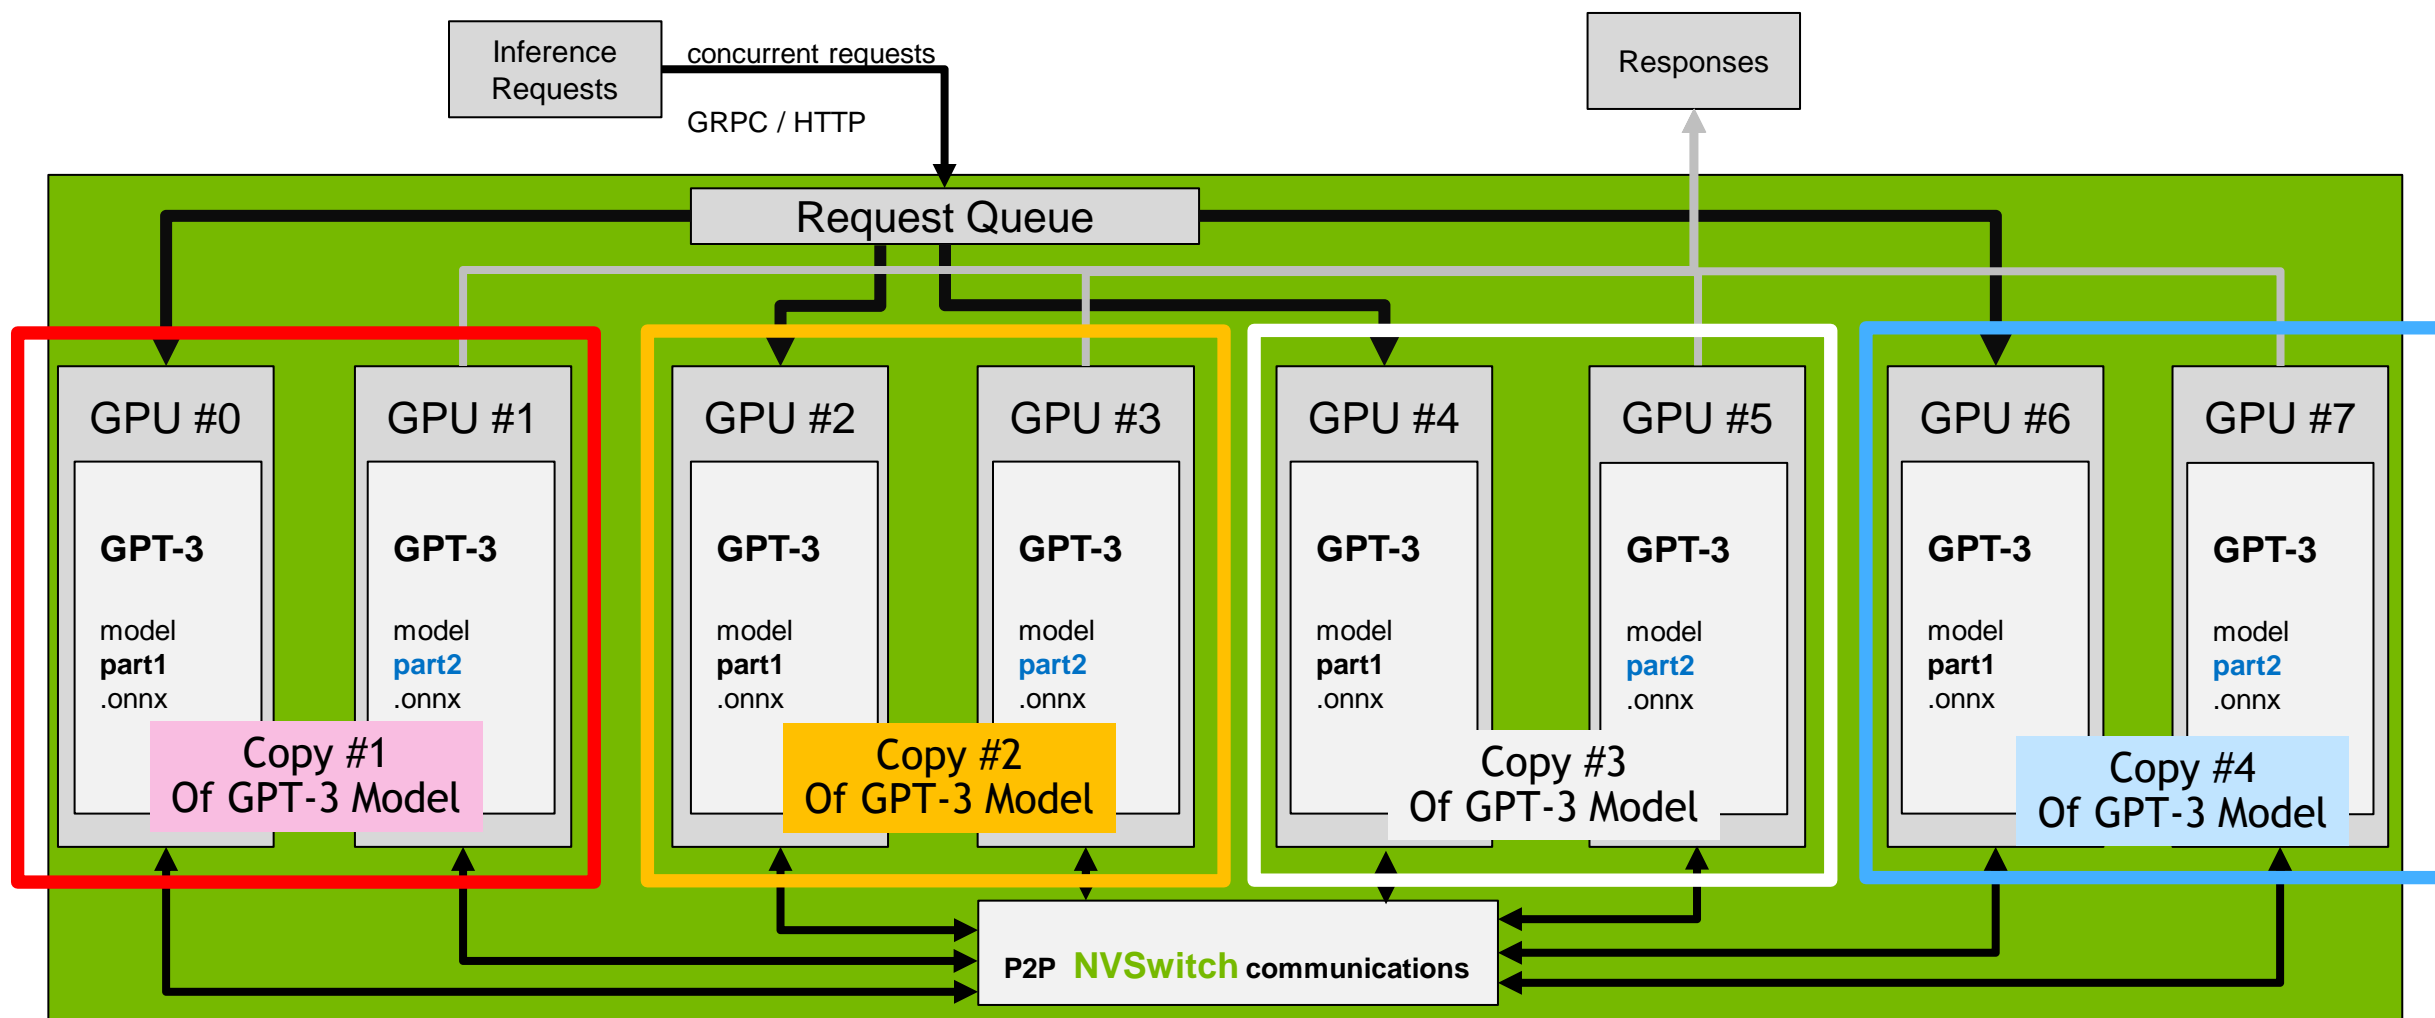 Inference
Requests
concurrent requests
GRPC / HTTP
Responses
Request Queue
GPU #0
GPT-3
model
part1
.onnx
GPU #1
GPT-3
model
part2
.onnx
Copy #1
Of GPT-3 Model
GPU #2
GPT-3
model
part1
.onnx
GPU #3
GPT-3
model
part2
.onnx
Copy #2
Of GPT-3 Model
GPU #4
GPT-3
model
part1
.onnx
GPU #5
GPT-3
model
part2
.onnx
Copy #3
Of GPT-3 Model
GPU #6
GPT-3
model
part1
.onnx
GPU #7
GPT-3
model
part2
.onnx
Copy #4
Of GPT-3 Model
P2P NVSwitch communications